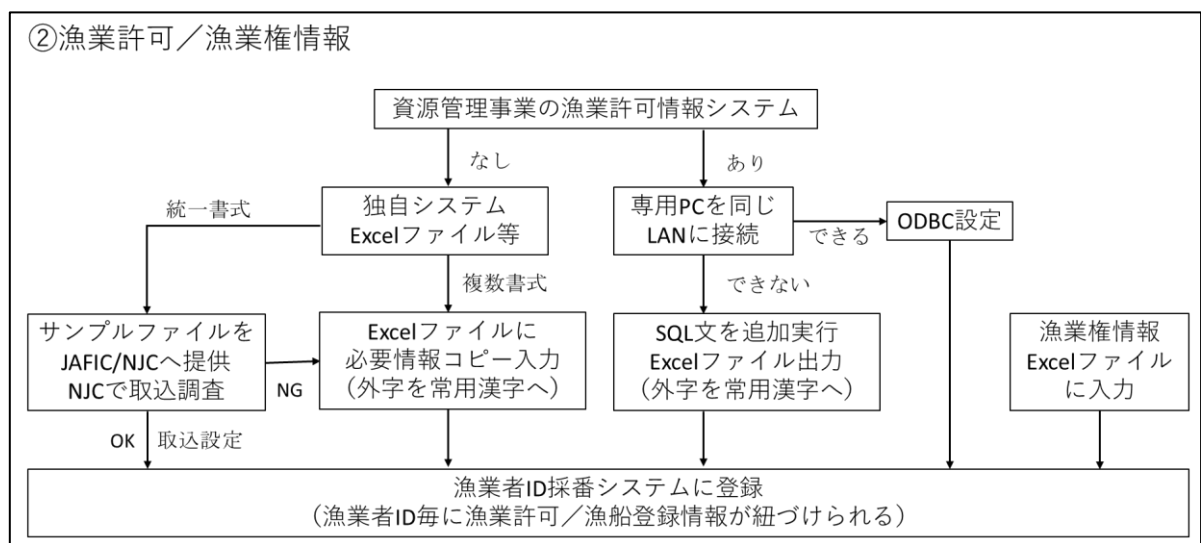 ②漁業許可／漁業権情報
資源管理事業の漁業許可情報システム
なし
あり
統一書式
独自システム
Excelファイル等
専用PCを同じ
LANに接続
できる
ODBC設定
複数書式
できない
サンプルファイルを
JAFIC/NJCへ提供
NJCで取込調査
NG
Excelファイルに
必要情報コピー入力
（外字を常用漢字へ）
SQL文を追加実行
Excelファイル出力
（外字を常用漢字へ）
漁業権情報
Excelファイル
に入力
OK 取込設定
漁業者ID採番システムに登録
（漁業者ID毎に漁業許可／漁船登録情報が紐づけられる）